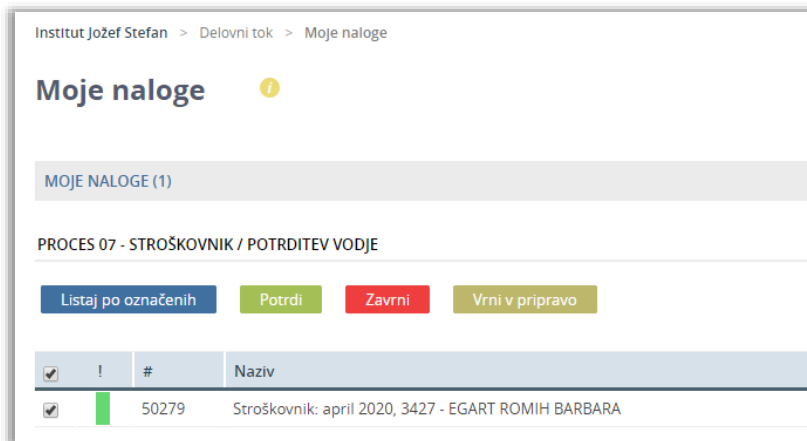 Institut Jožef Stefan > Delovni tok > Moje naloge
Moje naloge i
MOJE NALOGE (1)
PROCES 07 - STROŠKOVNIK / POTRDITEV VODJE
Listaj po označenih Potrdi Zavrni Vrni v pripravo
! # Naziv
50279 Stroškovnik: april 2020, 3427 - EGART ROMIH BARBARA